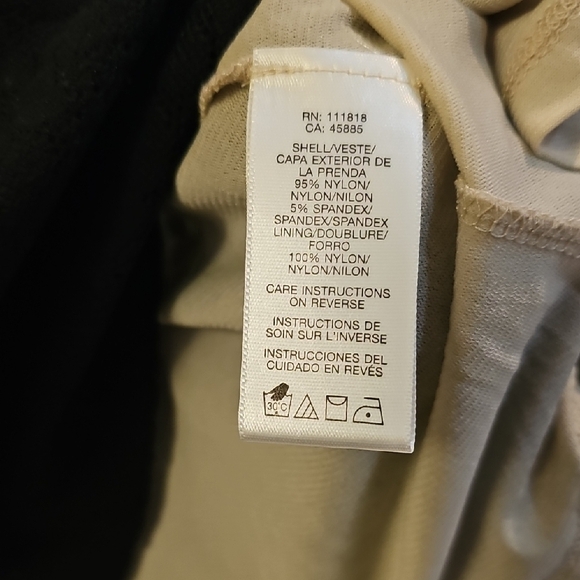 RN: 111818
CA: 45885
SHELL/VESTE/
CAPA EXTERIOR DE
LA PRENDA
95% NYLON/
NYLON/NILON
5% SPANDEX/
SPANDEX/SPANDEX
LINING/DOUBLURE/
FORRO
100% NYLON/
NYLON/NILON
CARE INSTRUCTIONS
ON REVERSE
INSTRUCTIONS DE
SOIN SUR L'INVERSE
INSTRUCCIONES DEL
CUIDADO EN REVÉS
30°C